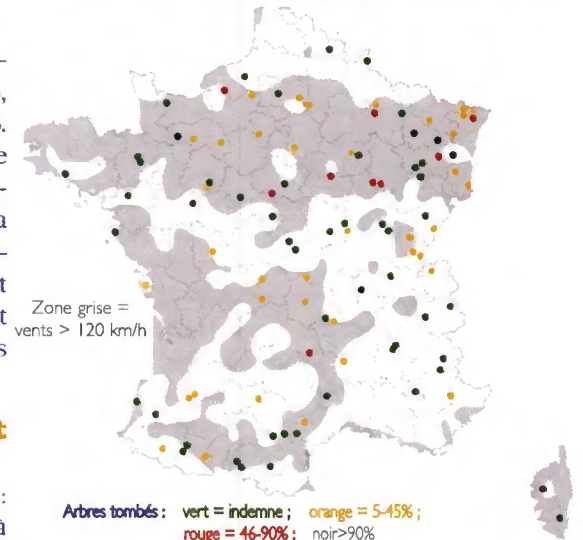 Zone grise =
vents > 120 km/h
Arbres tombés : vert = indemne ; orange = 5-45% ;
rouge = 46-90% ; noir>90%